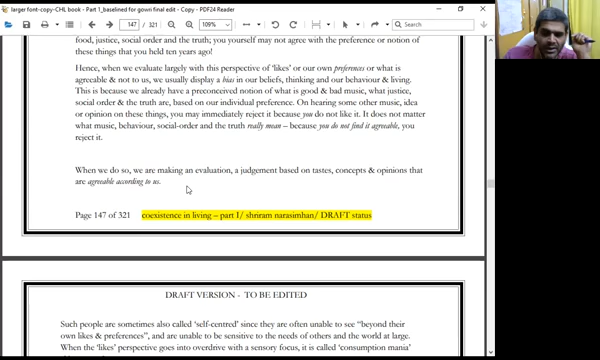 larger font-copy-CHL book - Part 1_baselined for gowri final edit - Copy - PDF24 Reader
147 / 321
109%
Search
food, justice, social order and the truth; you yourself may not agree with the preference or notion of
these things that you held ten years ago!
Hence, when we evaluate largely with this perspective of 'likes' or our own preferences or what is
agreeable & not to us, we usually display a bias in our beliefs, thinking and our behaviour & living.
This is because we already have a preconceived notion of what is good & bad music, what justice,
social order & the truth are, based on our individual preference. On hearing some other music, idea
or opinion on these things, you may immediately reject it because you do not like it. It does not
matter what music, behaviour, social-order and the truth really mean – because you do not find it agreeable, you
reject it.
When we do so, we are making an evaluation, a judgement based on tastes, concepts & opinions that
are agreeable according to us.
Page 147 of 321 coexistence in living – part I/ shriram narasimhan/ DRAFT status
DRAFT VERSION - TO BE EDITED
Such people are sometimes also called 'self-centred' since they are often unable to see "beyond their
own likes & preferences", and are unable to be sensitive to the needs of others and the world at large.
When the 'likes' perspective goes into overdrive with a sensory focus, it is called 'consumption mania'